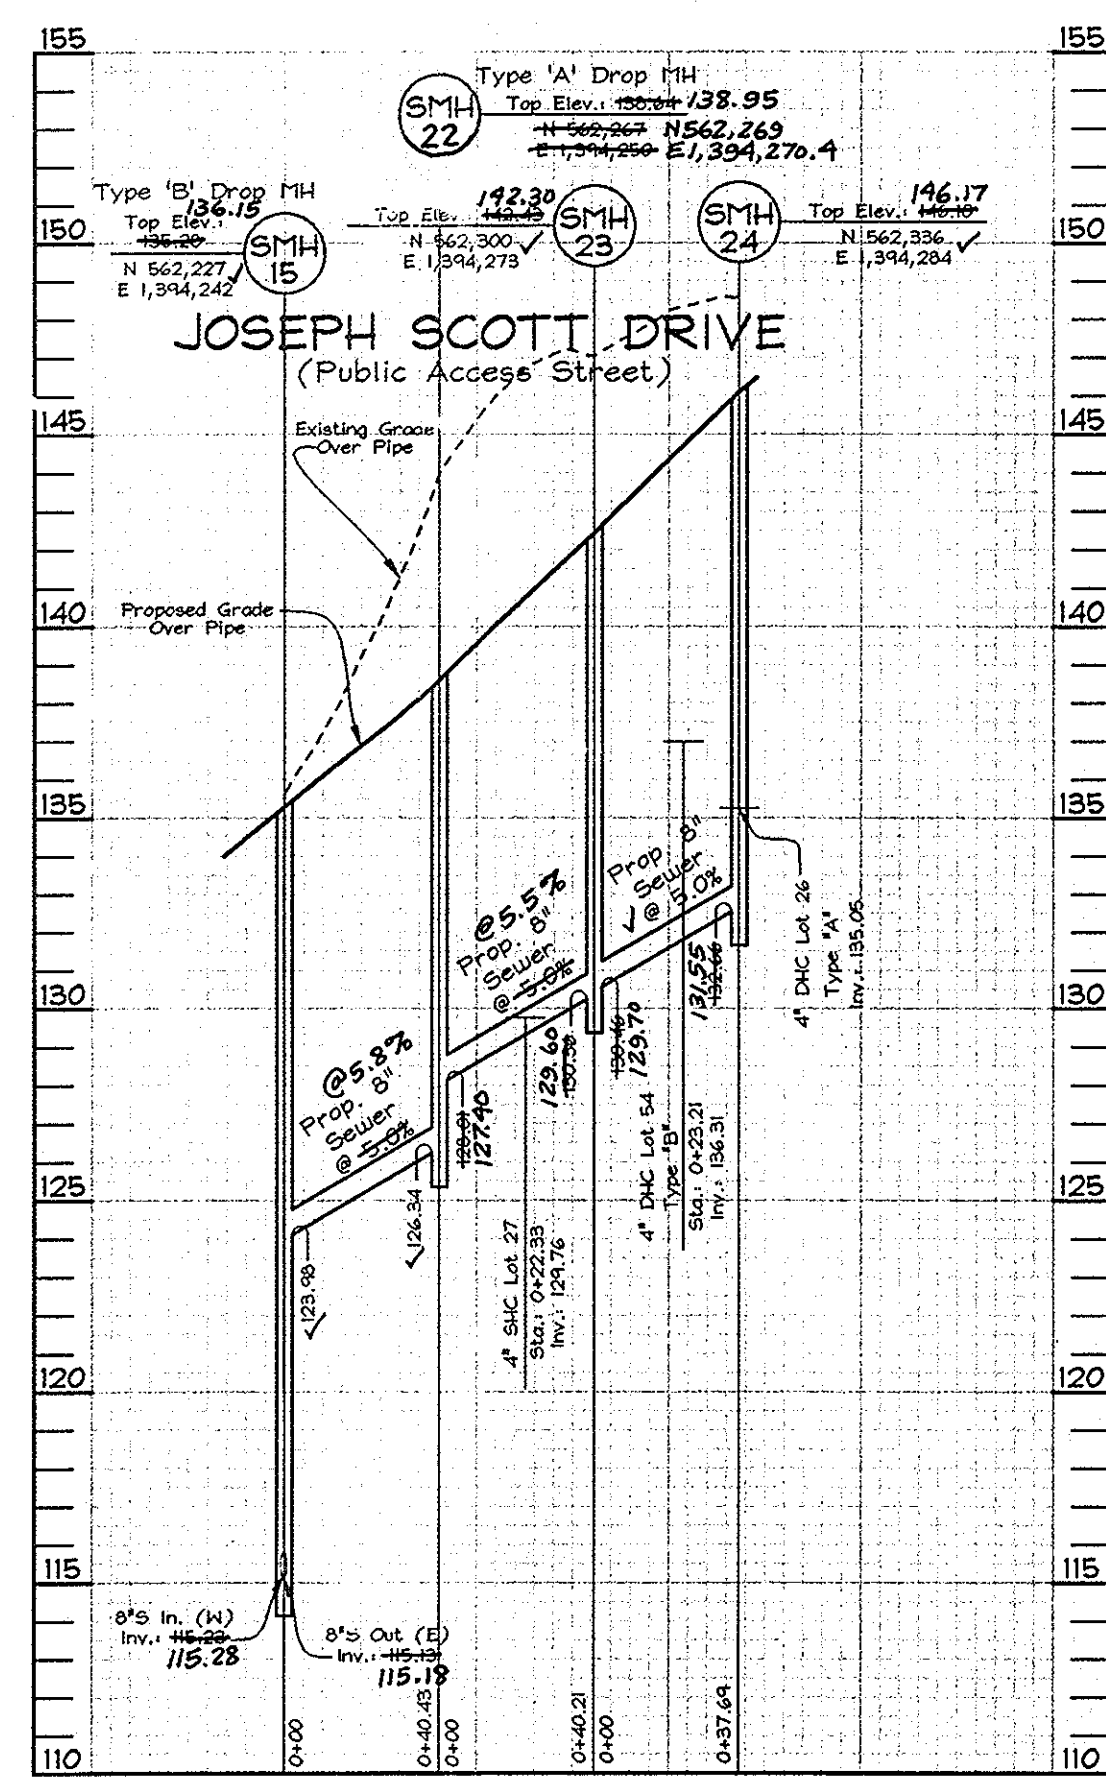 155
155
Type 'A' Drop MH
SMH
22
Top Elev.: 138.64 138.95
N 562,267 N562,269
E 1,394,250 E1,394,270.4
Type 'B' Drop MH
136.15
Top Elev.:
135.20
SMH
15
N 562,227 ✓
E 1,394,242
142.30
Top Elev.: 142.43
SMH
23
N 562,300 ✓
E 1,394,273
SMH
24
146.17
Top Elev.: 146.10
N 562,336 ✓
E 1,394,284
150
150
JOSEPH SCOTT DRIVE
(Public Access Street)
145
145
Existing Grade
Over Pipe
140
140
Proposed Grade
Over Pipe
135
135
Prop. 8"
Sewer
@ 5.0%
✓
@5.5%
Prop. 8"
Sewer
@ 5.0%
@5.8%
Prop. 8"
Sewer
@ 5.0%
4" DHC Lot 26
Type "A"
Inv.: 135.05
130
130
131.55
132.66
130.46
129.70
129.60
130.36
128.01
127.40
126.34 ✓
123.98 ✓
4" DHC Lot 54
Type "B"
Sta.: 0+23.21
Inv.: 136.31
4" SHC Lot 27
Sta.: 0+22.33
Inv.: 129.76
125
125
120
120
115
115
8"S In. (W)
Inv.: 115.23
115.28
8"S Out (E)
Inv.: 115.13
115.18
0+00
0+40.43
0+00
0+40.21
0+00
0+37.69
110
110